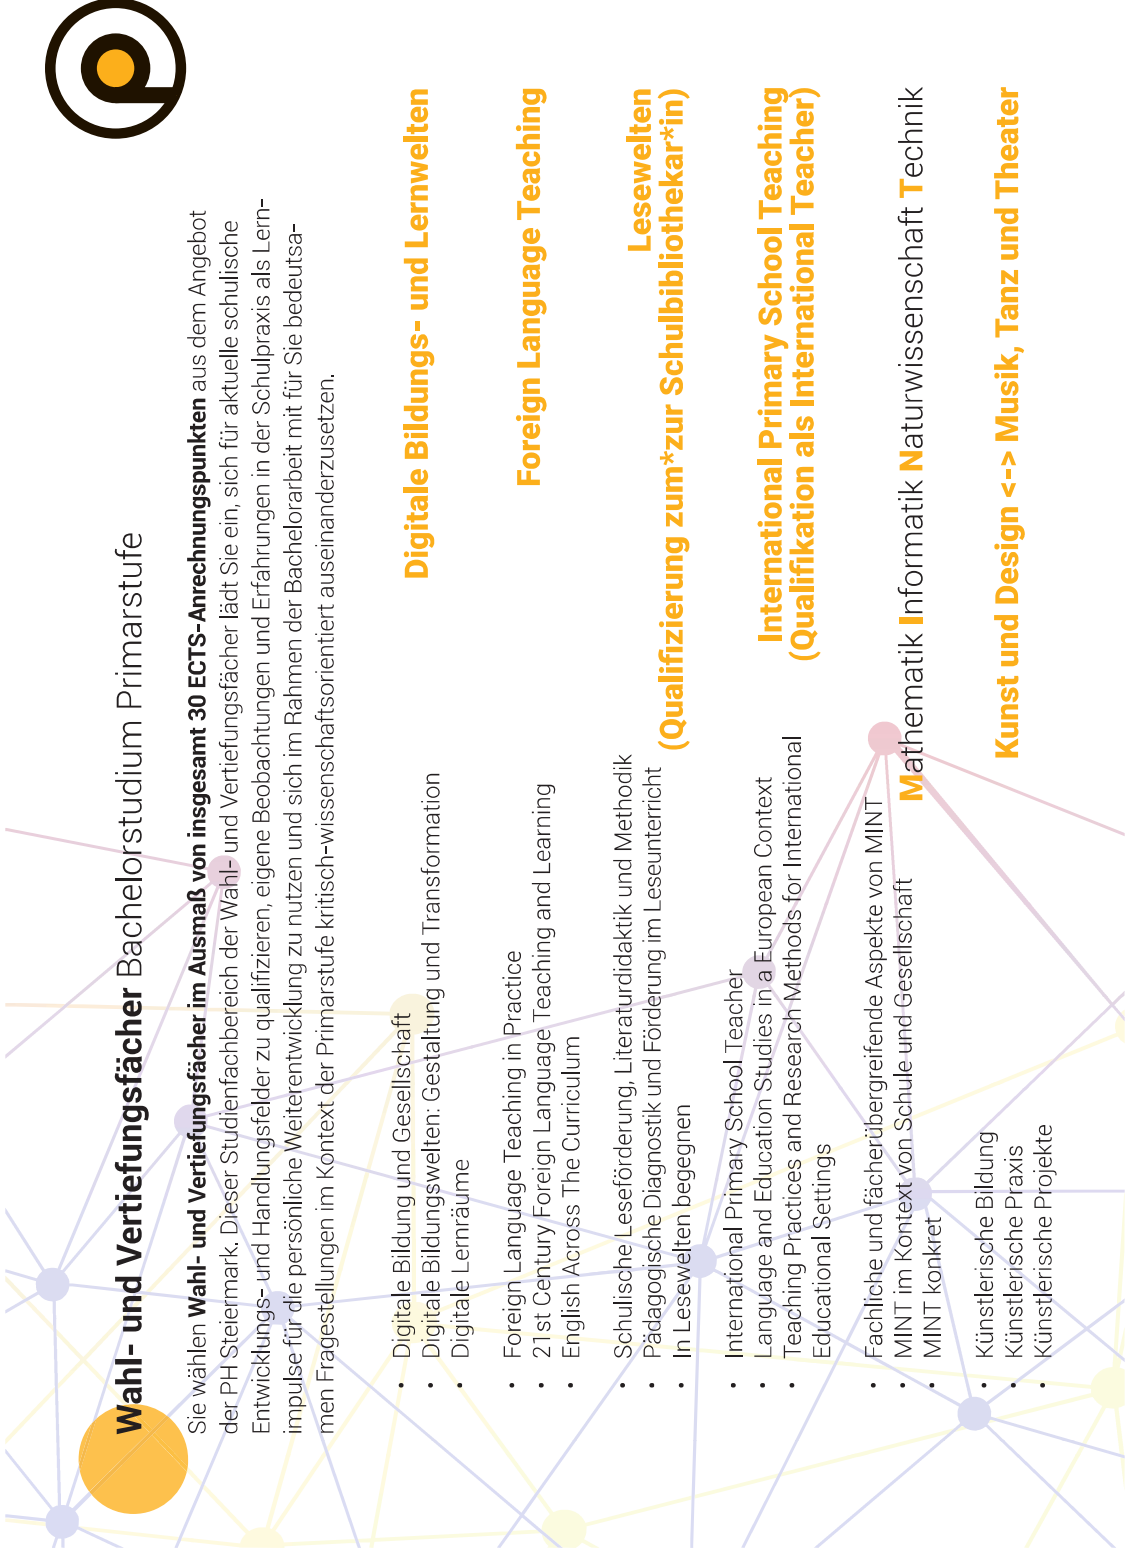 Wahl- und Vertiefungsfächer Bachelorstudium Primarstufe
Sie wählen Wahl- und Vertiefungsfächer im Ausmaß von insgesamt 30 ECTS-Anrechnungspunkten aus dem Angebot
der PH Steiermark. Dieser Studienfachbereich der Wahl- und Vertiefungsfächer lädt Sie ein, sich für aktuelle schulische
Entwicklungs- und Handlungsfelder zu qualifizieren, eigene Beobachtungen und Erfahrungen in der Schulpraxis als Lern-
impulse für die persönliche Weiterentwicklung zu nutzen und sich im Rahmen der Bachelorarbeit mit für Sie bedeutsa-
men Fragestellungen im Kontext der Primarstufe kritisch-wissenschaftsorientiert auseinanderzusetzen.
• Digitale Bildung und Gesellschaft
• Digitale Bildungswelten: Gestaltung und Transformation
• Digitale Lernräume
Digitale Bildungs- und Lernwelten
• Foreign Language Teaching in Practice
• 21st Century Foreign Language Teaching and Learning
• English Across The Curriculum
Foreign Language Teaching
• Schulische Leseförderung, Literaturdidaktik und Methodik
• Pädagogische Diagnostik und Förderung im Leseunterricht
• In Lesewelten begegnen
Lesewelten
(Qualifizierung zum*zur Schulbibliothekar*in)
• International Primary School Teacher
• Language and Education Studies in a European Context
• Teaching Practices and Research Methods for International
Educational Settings
International Primary School Teaching
(Qualifikation als International Teacher)
• Fachliche und fächerübergreifende Aspekte von MINT
• MINT im Kontext von Schule und Gesellschaft
• MINT konkret
Mathematik Informatik Naturwissenschaft Technik
• Künstlerische Bildung
• Künstlerische Praxis
• Künstlerische Projekte
Kunst und Design <-> Musik, Tanz und Theater